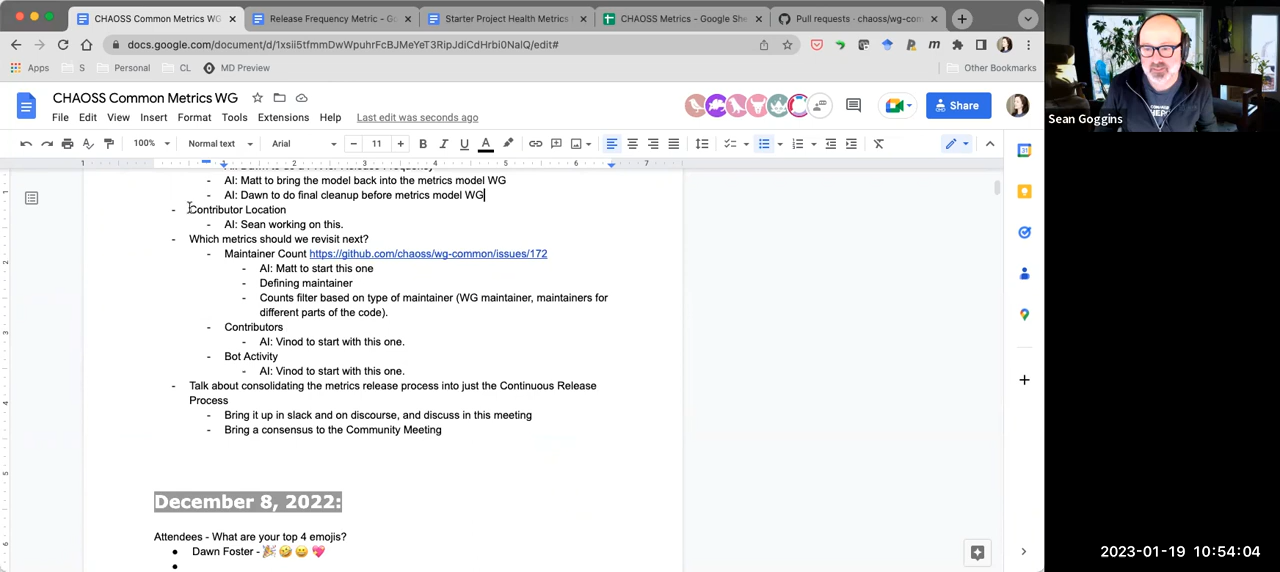 CHAOSS Common Metrics WG
Release Frequency Metric - Go
Starter Project Health Metrics
CHAOSS Metrics - Google She
Pull requests · chaoss/wg-com
docs.google.com/document/d/1xsii5tfmmDwWpuhrFcBJMeYeT3RipJdiCdHrbi0NalQ/edit#
Apps
S
Personal
CL
MD Preview
Other Bookmarks
CHAOSS Common Metrics WG
File Edit View Insert Format Tools Extensions Help
Last edit was seconds ago
Share
100%
Normal text
Arial
11
B I U A
1 1 2 3 4 5 6 7
- AI: Matt to bring the model back into the metrics model WG
- AI: Dawn to do final cleanup before metrics model WG
- Contributor Location
- AI: Sean working on this.
- Which metrics should we revisit next?
- Maintainer Count https://github.com/chaoss/wg-common/issues/172
- AI: Matt to start this one
- Defining maintainer
- Counts filter based on type of maintainer (WG maintainer, maintainers for
different parts of the code).
- Contributors
- AI: Vinod to start with this one.
- Bot Activity
- AI: Vinod to start with this one.
- Talk about consolidating the metrics release process into just the Continuous Release
Process
- Bring it up in slack and on discourse, and discuss in this meeting
- Bring a consensus to the Community Meeting
December 8, 2022:
Attendees - What are your top 4 emojis?
● Dawn Foster - 🎉 🤣 😀 💖
●
Sean Goggins
2023-01-19 10:54:04